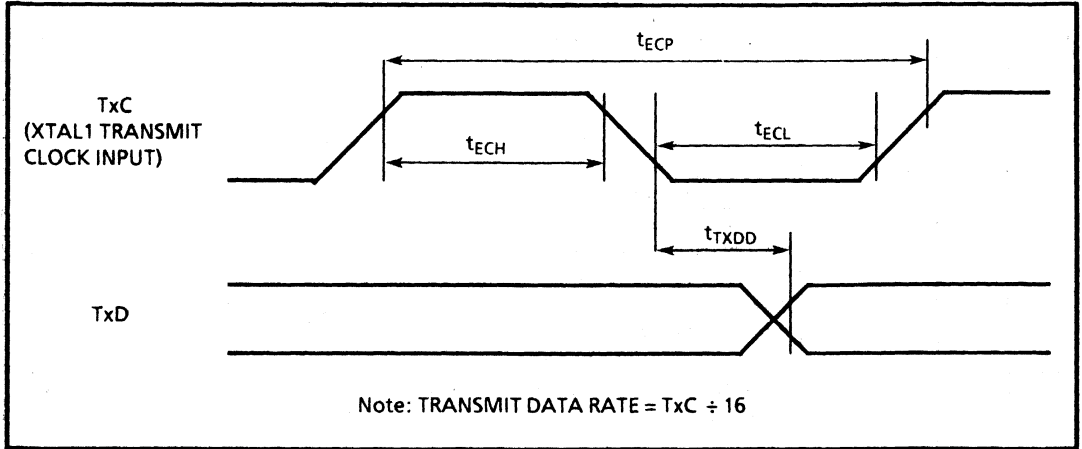 tECP
TxC
(XTAL1 TRANSMIT
CLOCK INPUT)
tECH
tECL
tTXDD
TxD
Note: TRANSMIT DATA RATE = TxC ÷ 16